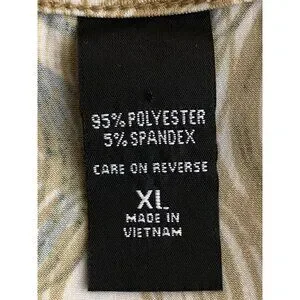 95% POLYESTER
5% SPANDEX
CARE ON REVERSE
XL
MADE IN
VIETNAM